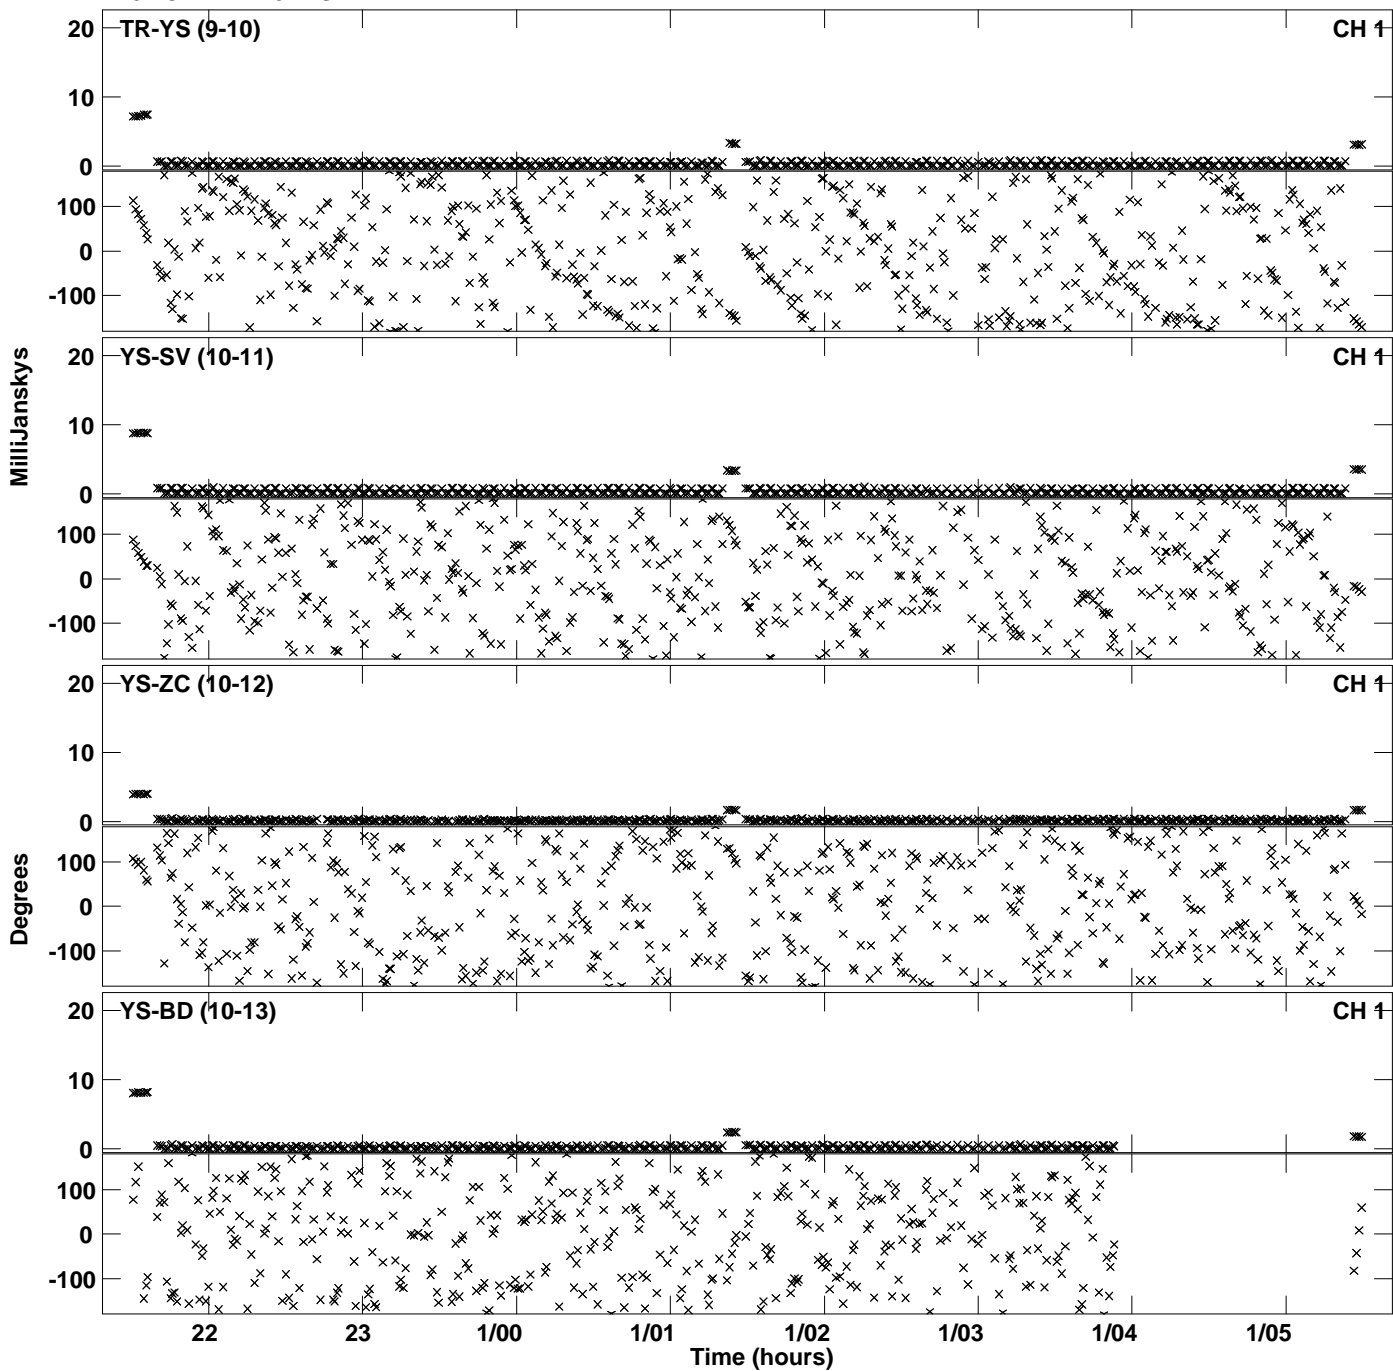 20 TR-YS (9-10) CH 1
10
0
100
0
-100
MilliJanskys
20 YS-SV (10-11) CH 1
10
0
100
0
-100
20 YS-ZC (10-12) CH 1
10
0
Degrees
100
0
-100
20 YS-BD (10-13) CH 1
10
0
100
0
-100
22 23 1/00 1/01 1/02 1/03 1/04 1/05
Time (hours)